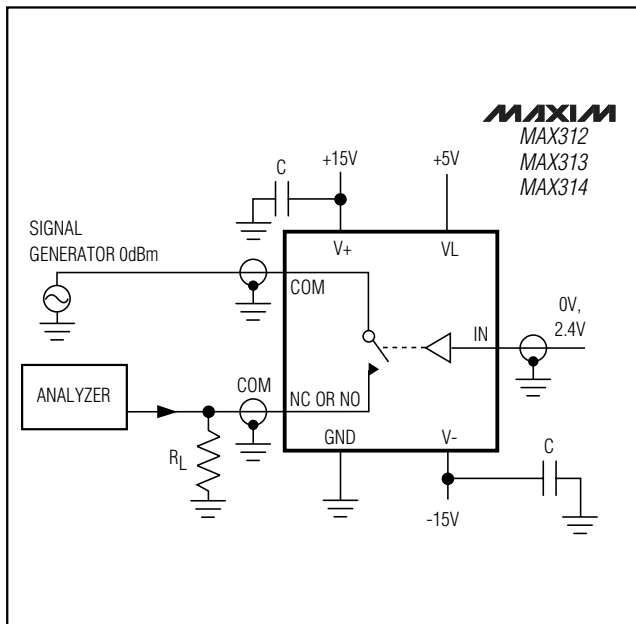 MAXIM
MAX312
MAX313
MAX314
+15V
+5V
C
SIGNAL
GENERATOR 0dBm
V+
VL
COM
0V,
2.4V
IN
COM
ANALYZER
NC OR NO
GND
V-
C
RL
-15V